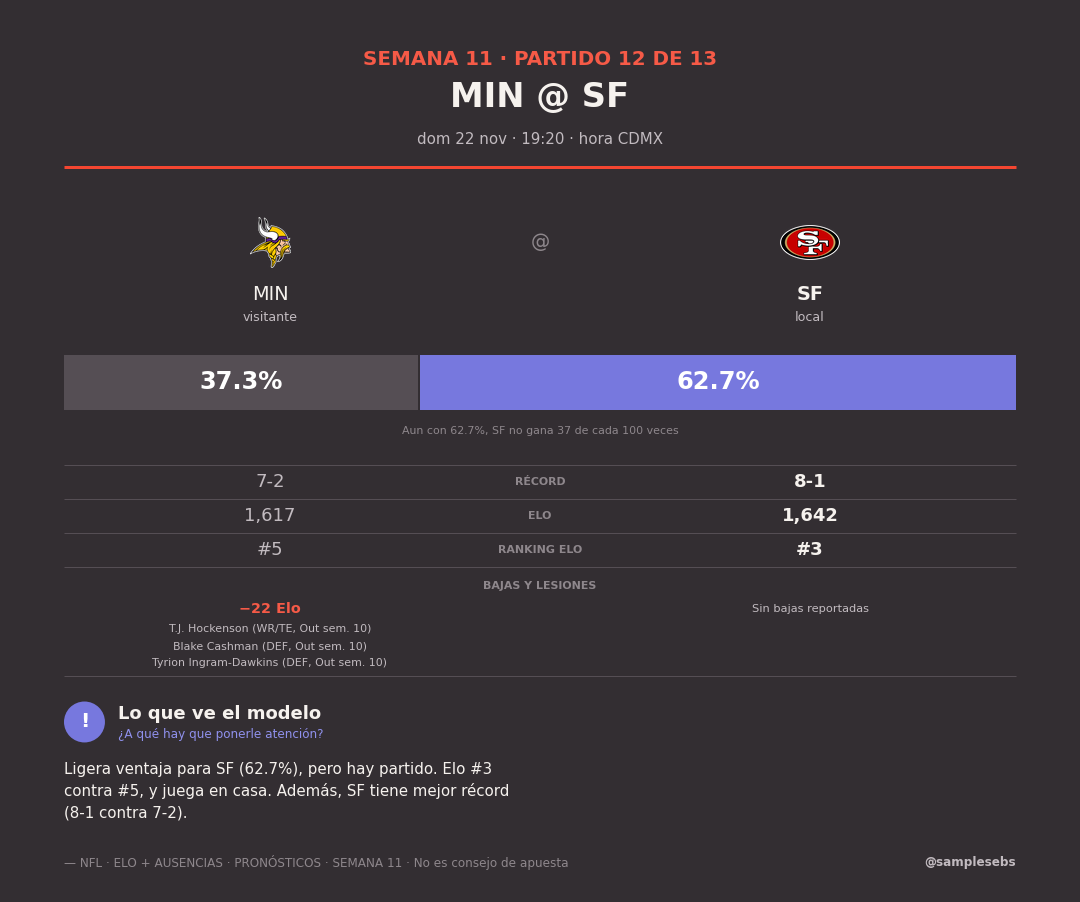 SEMANA 11 · PARTIDO 12 DE 13
MIN @ SF
dom 22 nov · 19:20 · hora CDMX
@
SF
MIN
SF
visitante
local
37.3%
62.7%
Aun con 62.7%, SF no gana 37 de cada 100 veces
7-2 RÉCORD 8-1
1,617 ELO 1,642
#5 RANKING ELO #3
BAJAS Y LESIONES
−22 Elo
Sin bajas reportadas
T.J. Hockenson (WR/TE, Out sem. 10)
Blake Cashman (DEF, Out sem. 10)
Tyrion Ingram-Dawkins (DEF, Out sem. 10)
! Lo que ve el modelo
¿A qué hay que ponerle atención?
Ligera ventaja para SF (62.7%), pero hay partido. Elo #3
contra #5, y juega en casa. Además, SF tiene mejor récord
(8-1 contra 7-2).
— NFL · ELO + AUSENCIAS · PRONÓSTICOS · SEMANA 11 · No es consejo de apuesta
@samplesebs